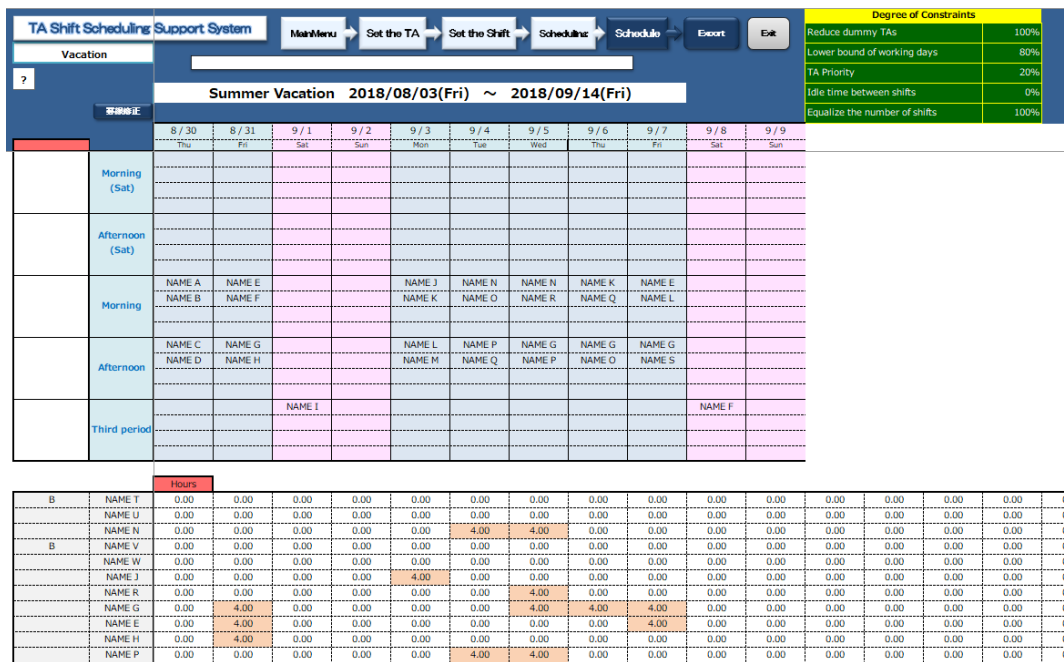 TA Shift Scheduling Support System
MainMenu Set the TA Set the Shift Scheduling Schedule Export Exit
Vacation
?
Summer Vacation 2018/08/03(Fri) ～ 2018/09/14(Fri)
Degree of Constraints
Reduce dummy TAs 100%
Lower bound of working days 80%
TA Priority 20%
Idle time between shifts 0%
Equalize the number of shifts 100%
8/30 8/31 9/1 9/2 9/3 9/4 9/5 9/6 9/7 9/8 9/9
Thu Fri Sat Sun Mon Tue Wed Thu Fri Sat Sun
Morning
(Sat)
Afternoon
(Sat)
Morning
NAME A NAME E NAME J NAME N NAME N NAME K NAME E
NAME B NAME F NAME K NAME O NAME R NAME Q NAME L
Afternoon
NAME C NAME G NAME L NAME P NAME G NAME G NAME G
NAME D NAME H NAME M NAME Q NAME P NAME O NAME S
Third period
NAME I NAME F
Hours
B NAME T 0.00 0.00 0.00 0.00 0.00 0.00 0.00 0.00 0.00 0.00 0.00 0.00 0.00 0.00 0.00
NAME U 0.00 0.00 0.00 0.00 0.00 0.00 0.00 0.00 0.00 0.00 0.00 0.00 0.00 0.00 0.00
NAME N 0.00 0.00 0.00 0.00 0.00 4.00 4.00 0.00 0.00 0.00 0.00 0.00 0.00 0.00 0.00
B NAME V 0.00 0.00 0.00 0.00 0.00 0.00 0.00 0.00 0.00 0.00 0.00 0.00 0.00 0.00 0.00
NAME W 0.00 0.00 0.00 0.00 0.00 0.00 0.00 0.00 0.00 0.00 0.00 0.00 0.00 0.00 0.00
NAME J 0.00 0.00 0.00 0.00 4.00 0.00 0.00 0.00 0.00 0.00 0.00 0.00 0.00 0.00 0.00
NAME R 0.00 0.00 0.00 0.00 0.00 0.00 4.00 0.00 0.00 0.00 0.00 0.00 0.00 0.00 0.00
NAME G 0.00 4.00 0.00 0.00 0.00 0.00 4.00 4.00 4.00 0.00 0.00 0.00 0.00 0.00 0.00
NAME E 0.00 4.00 0.00 0.00 0.00 0.00 0.00 0.00 4.00 0.00 0.00 0.00 0.00 0.00 0.00
NAME H 0.00 4.00 0.00 0.00 0.00 0.00 0.00 0.00 0.00 0.00 0.00 0.00 0.00 0.00 0.00
NAME P 0.00 0.00 0.00 0.00 0.00 4.00 4.00 0.00 0.00 0.00 0.00 0.00 0.00 0.00 0.00